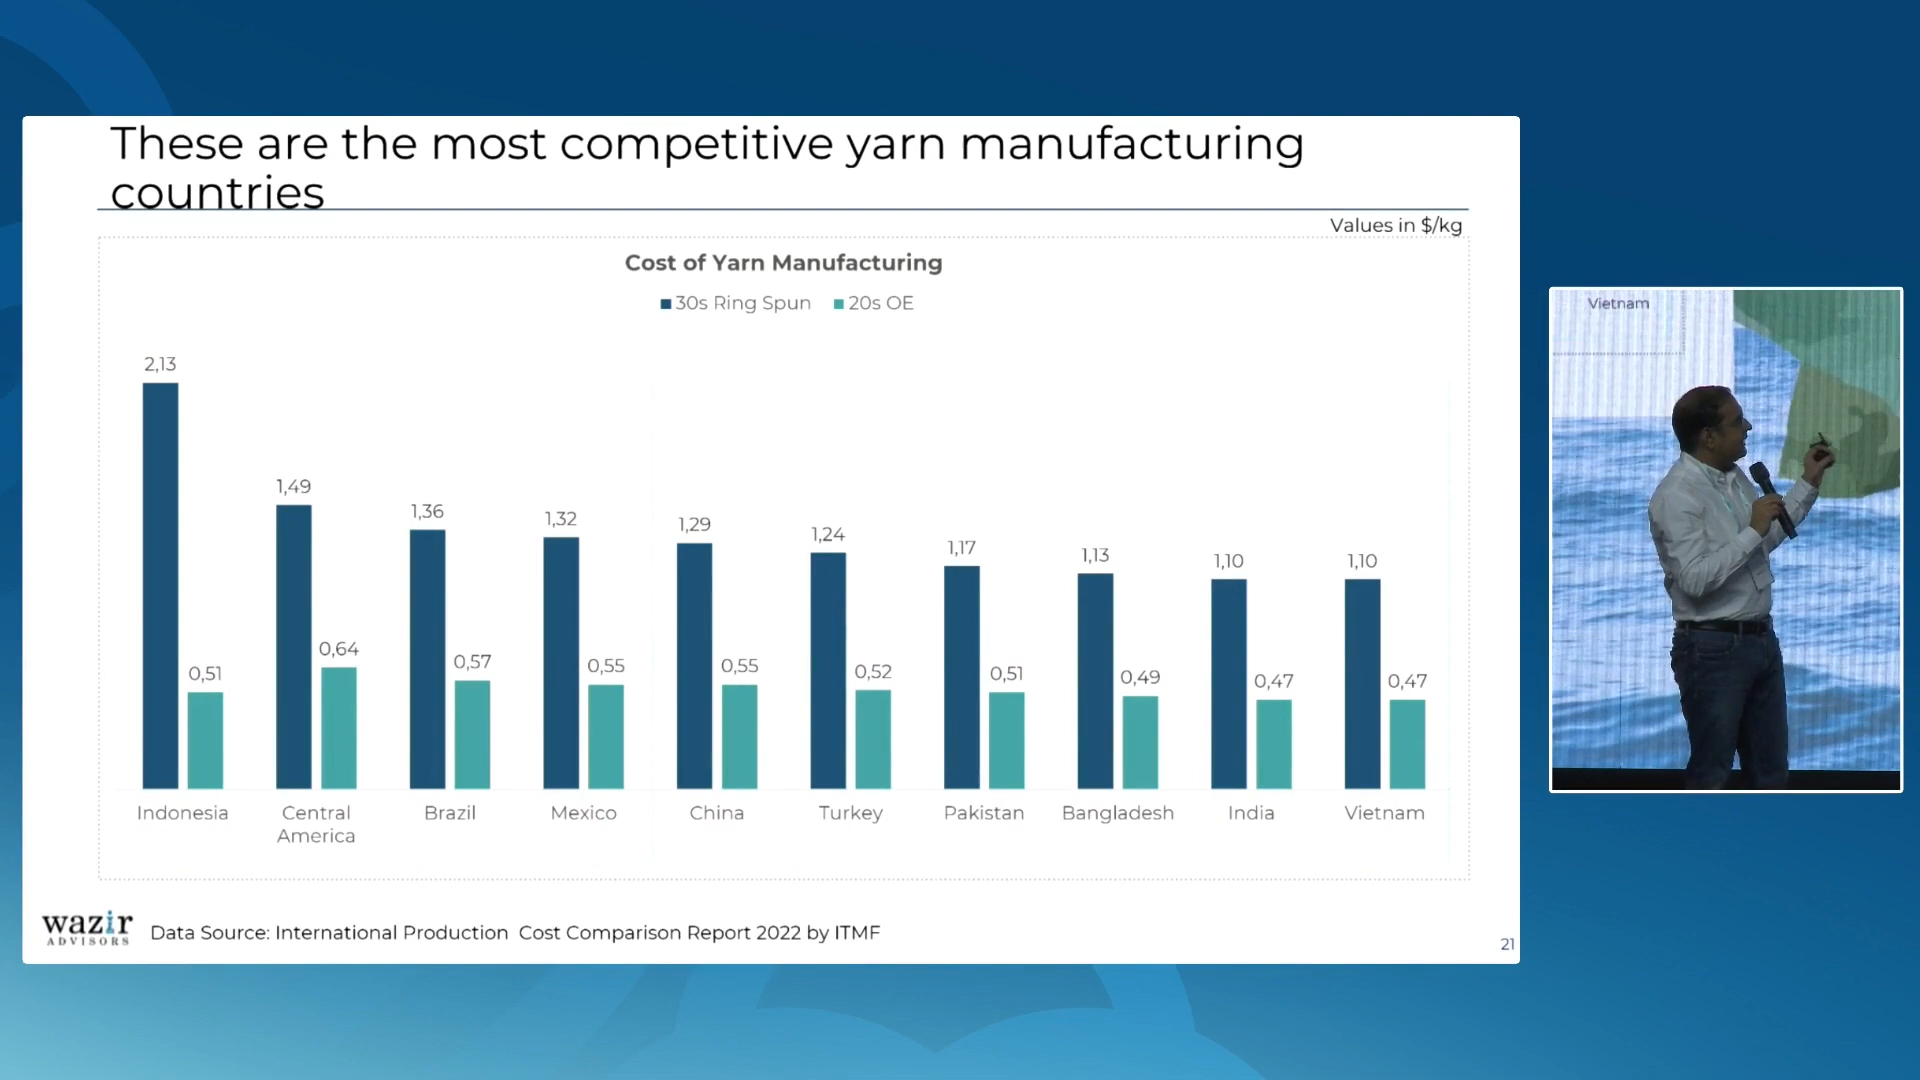 These are the most competitive yarn manufacturing
countries
Values in $/kg
Cost of Yarn Manufacturing
30s Ring Spun 20s OE
2,13 0,51
1,49 0,64
1,36 0,57
1,32 0,55
1,29 0,55
1,24 0,52
1,17 0,51
1,13 0,49
1,10 0,47
1,10 0,47
Indonesia Central Brazil Mexico China Turkey Pakistan Bangladesh India Vietnam
America
wazir
ADVISORS
Data Source: International Production Cost Comparison Report 2022 by ITMF
21
Vietnam